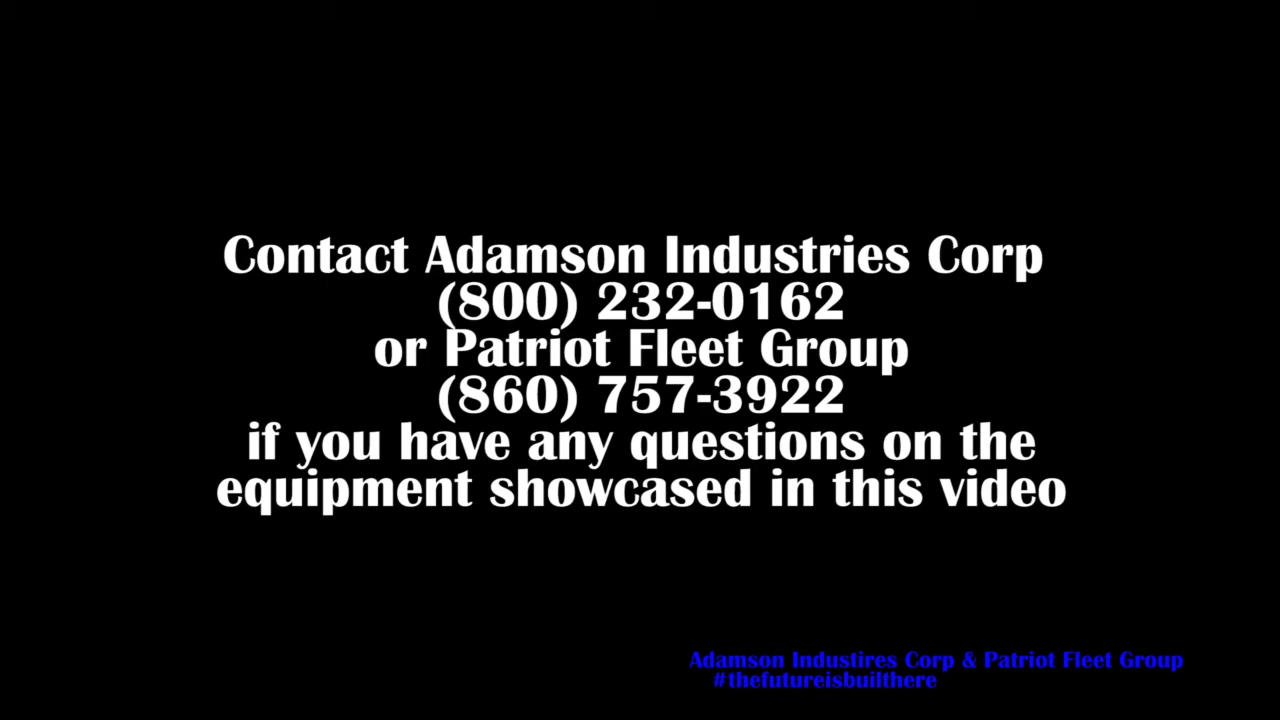 Contact Adamson Industries Corp
(800) 232-0162
or Patriot Fleet Group
(860) 757-3922
if you have any questions on the
equipment showcased in this video
Adamson Industires Corp & Patriot Fleet Group
#thefutureisbuilthere